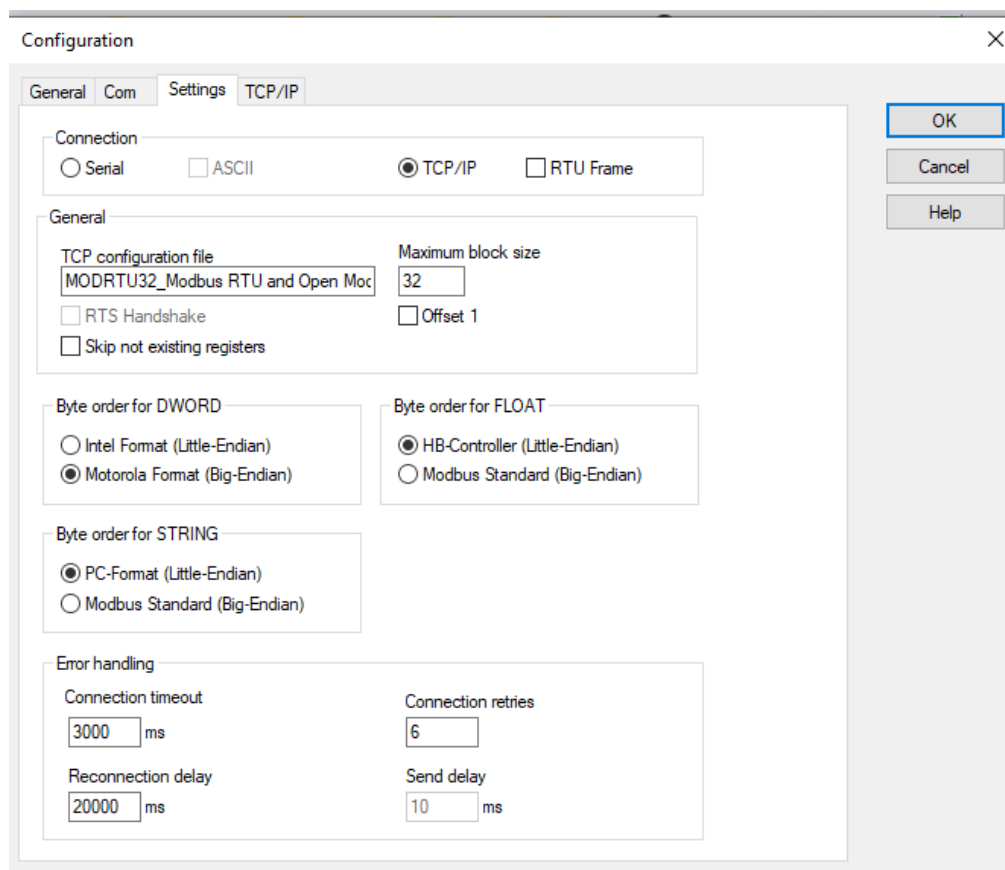 Configuration
General Com Settings TCP/IP
OK
Cancel
Help
Connection
Serial ASCII TCP/IP RTU Frame
General
TCP configuration file Maximum block size
MODRTU32_Modbus RTU and Open Moc 32
RTS Handshake Offset 1
Skip not existing registers
Byte order for DWORD Byte order for FLOAT
Intel Format (Little-Endian) HB-Controller (Little-Endian)
Motorola Format (Big-Endian) Modbus Standard (Big-Endian)
Byte order for STRING
PC-Format (Little-Endian)
Modbus Standard (Big-Endian)
Error handling
Connection timeout Connection retries
3000 ms 6
Reconnection delay Send delay
20000 ms 10 ms